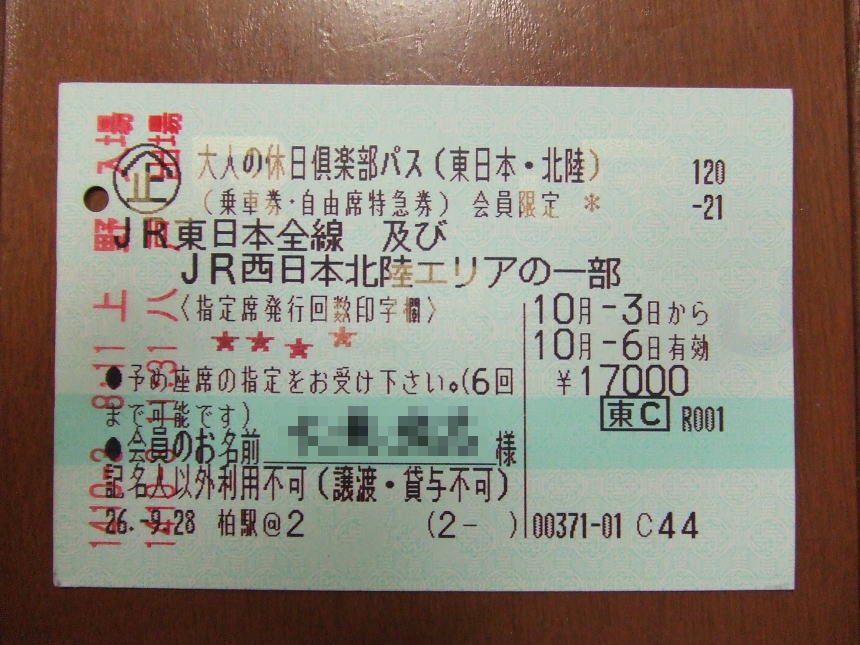 大人の休日倶楽部パス(東日本・北陸) 120
(乗車券・自由席特急券) 会員限定 * -21
JR東日本全線 及び
JR西日本北陸エリアの一部
〈指定席発行回数印字欄〉
★★★★
10月-3日から
10月-6日有効
●予め座席の指定をお受け下さい。(6回
まで可能です)
¥17000
東C R001
●会員のお名前 様
記名人以外利用不可(譲渡・貸与不可)
26.-9.28 柏駅@2 (2- ) 00371-01 C44
上野 入場
出場